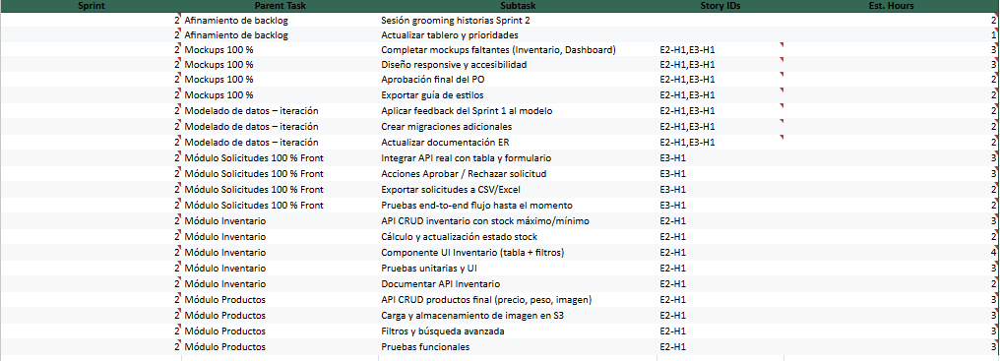 Sprint Parent Task Subtask Story IDs Est. Hours
2 Afinamiento de backlog Sesión grooming historias Sprint 2 2
2 Afinamiento de backlog Actualizar tablero y prioridades 1
2 Mockups 100 % Completar mockups faltantes (Inventario, Dashboard) E2-H1,E3-H1 3
2 Mockups 100 % Diseño responsive y accesibilidad E2-H1,E3-H1 3
2 Mockups 100 % Aprobación final del PO E2-H1,E3-H1 2
2 Mockups 100 % Exportar guía de estilos E2-H1,E3-H1 2
2 Modelado de datos – iteración Aplicar feedback del Sprint 1 al modelo E2-H1,E3-H1 2
2 Modelado de datos – iteración Crear migraciones adicionales E2-H1,E3-H1 2
2 Modelado de datos – iteración Actualizar documentación ER E2-H1,E3-H1 2
2 Módulo Solicitudes 100 % Front Integrar API real con tabla y formulario E3-H1 3
2 Módulo Solicitudes 100 % Front Acciones Aprobar / Rechazar solicitud E3-H1 3
2 Módulo Solicitudes 100 % Front Exportar solicitudes a CSV/Excel E3-H1 2
2 Módulo Solicitudes 100 % Front Pruebas end-to-end flujo hasta el momento E3-H1 2
2 Módulo Inventario API CRUD inventario con stock máximo/mínimo E2-H1 3
2 Módulo Inventario Cálculo y actualización estado stock E2-H1 2
2 Módulo Inventario Componente UI Inventario (tabla + filtros) E2-H1 4
2 Módulo Inventario Pruebas unitarias y UI E2-H1 3
2 Módulo Inventario Documentar API Inventario E2-H1 2
2 Módulo Productos API CRUD productos final (precio, peso, imagen) E2-H1 3
2 Módulo Productos Carga y almacenamiento de imagen en S3 E2-H1 3
2 Módulo Productos Filtros y búsqueda avanzada E2-H1 3
2 Módulo Productos Pruebas funcionales E2-H1 3